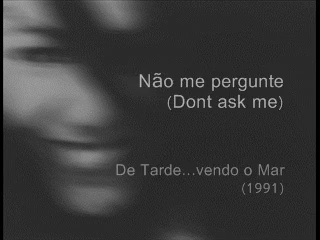 Não me pergunte
(Dont ask me)
De Tarde...vendo o Mar
(1991)